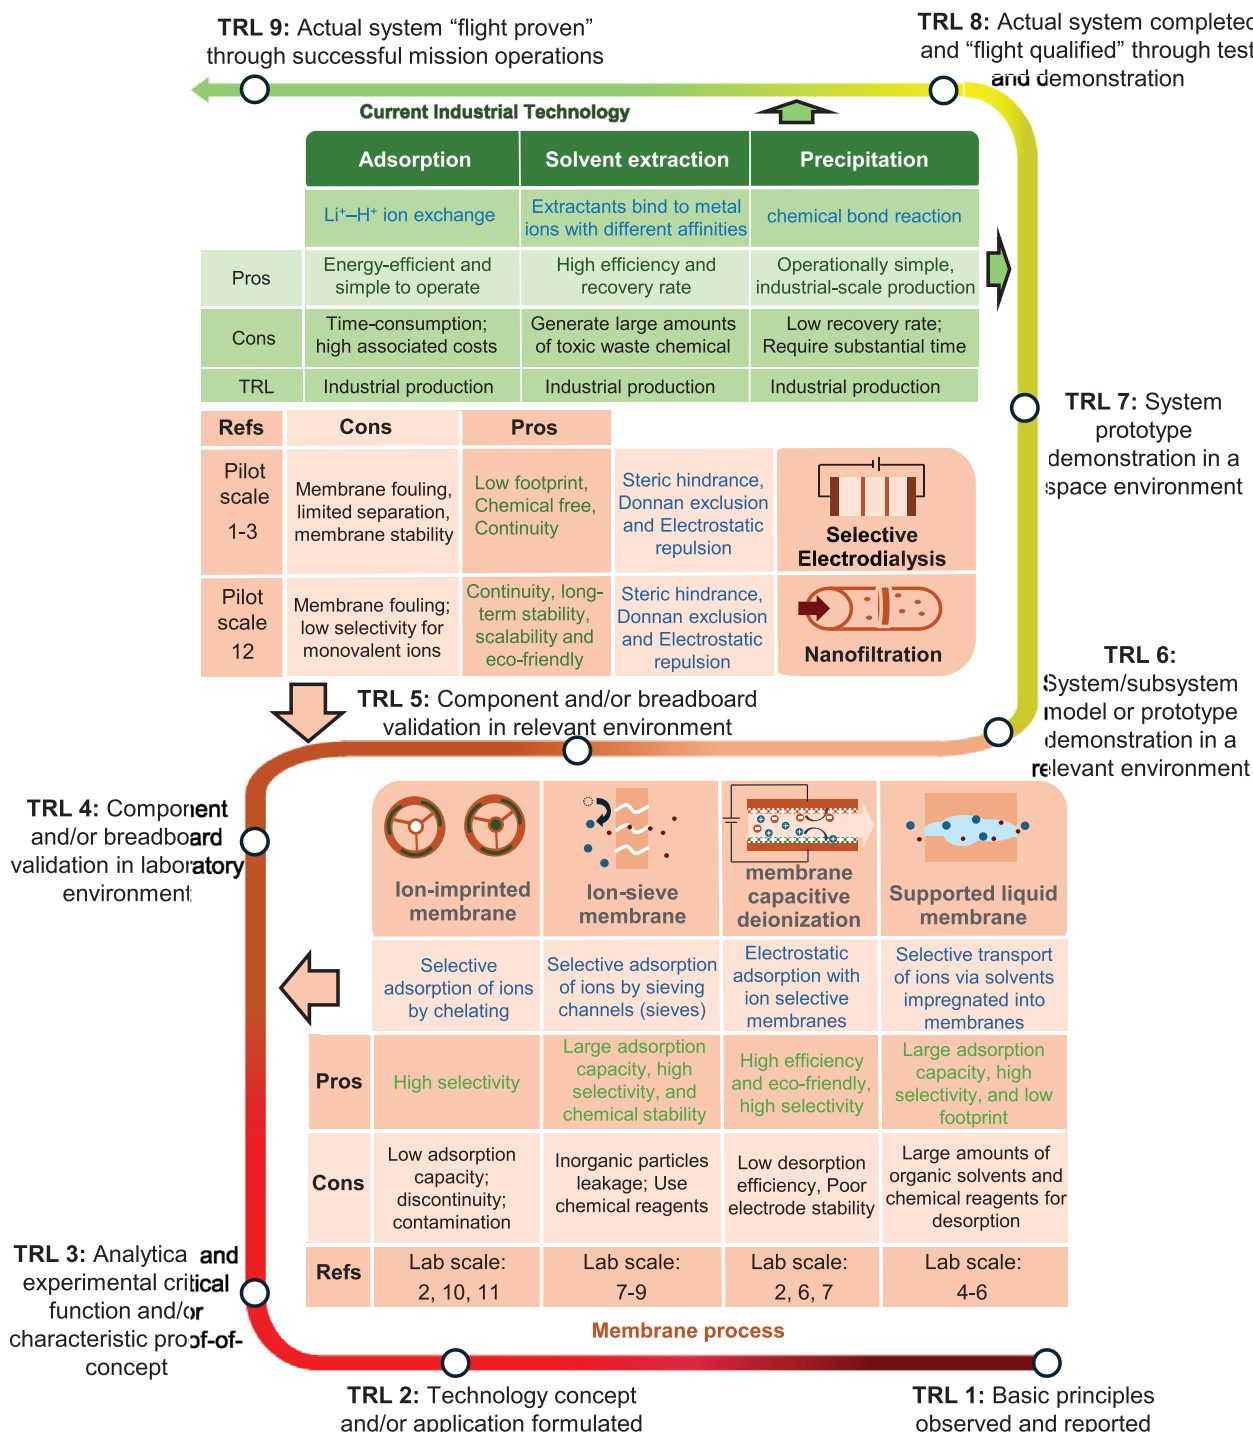 TRL 9: Actual system “flight proven”
through successful mission operations
TRL 8: Actual system completed
and “flight qualified” through test
and demonstration
Current Industrial Technology
Adsorption
Solvent extraction
Precipitation
Li⁺–H⁺ ion exchange
Extractants bind to metal
ions with different affinities
chemical bond reaction
Pros
Energy-efficient and
simple to operate
High efficiency and
recovery rate
Operationally simple,
industrial-scale production
Cons
Time-consumption;
high associated costs
Generate large amounts
of toxic waste chemical
Low recovery rate;
Require substantial time
TRL
Industrial production
Industrial production
Industrial production
TRL 7: System
prototype
demonstration in a
space environment
Refs
Cons
Pros
Pilot
scale
1-3
Membrane fouling,
limited separation,
membrane stability
Low footprint,
Chemical free,
Continuity
Steric hindrance,
Donnan exclusion
and Electrostatic
repulsion
Selective
Electrodialysis
Pilot
scale
12
Membrane fouling;
low selectivity for
monovalent ions
Continuity, long-
term stability,
scalability and
eco-friendly
Steric hindrance,
Donnan exclusion
and Electrostatic
repulsion
Nanofiltration
TRL 6:
System/subsystem
model or prototype
demonstration in a
relevant environment
TRL 5: Component and/or breadboard
validation in relevant environment
TRL 4: Component
and/or breadboard
validation in laboratory
environment
Ion-imprinted
membrane
Ion-sieve
membrane
membrane
capacitive
deionization
Supported liquid
membrane
Selective
adsorption of ions
by chelating
Selective adsorption
of ions by sieving
channels (sieves)
Electrostatic
adsorption with
ion selective
membranes
Selective transport
of ions via solvents
impregnated into
membranes
Pros
High selectivity
Large adsorption
capacity, high
selectivity, and
chemical stability
High efficiency
and eco-friendly,
high selectivity
Large adsorption
capacity, high
selectivity, and low
footprint
Cons
Low adsorption
capacity;
discontinuity;
contamination
Inorganic particles
leakage; Use
chemical reagents
Low desorption
efficiency, Poor
electrode stability
Large amounts of
organic solvents and
chemical reagents for
desorption
Refs
Lab scale:
2, 10, 11
Lab scale:
7-9
Lab scale:
2, 6, 7
Lab scale:
4-6
Membrane process
TRL 3: Analytica and
experimental critical
function and/or
characteristic proof-of-
concept
TRL 2: Technology concept
and/or application formulated
TRL 1: Basic principles
observed and reported